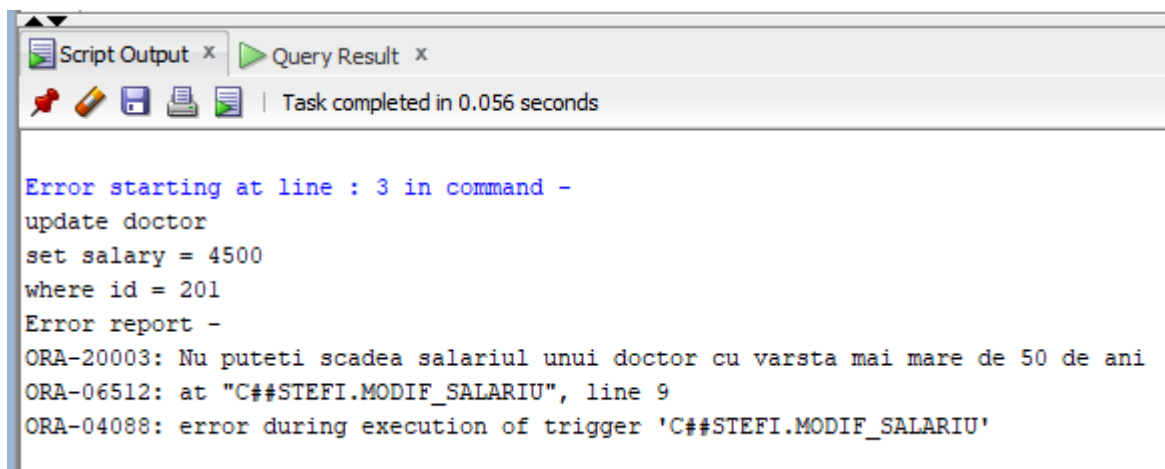 Script Output x Query Result x
Task completed in 0.056 seconds
Error starting at line : 3 in command -
update doctor
set salary = 4500
where id = 201
Error report -
ORA-20003: Nu puteti scadea salariul unui doctor cu varsta mai mare de 50 de ani
ORA-06512: at "C##STEFI.MODIF_SALARIU", line 9
ORA-04088: error during execution of trigger 'C##STEFI.MODIF_SALARIU'